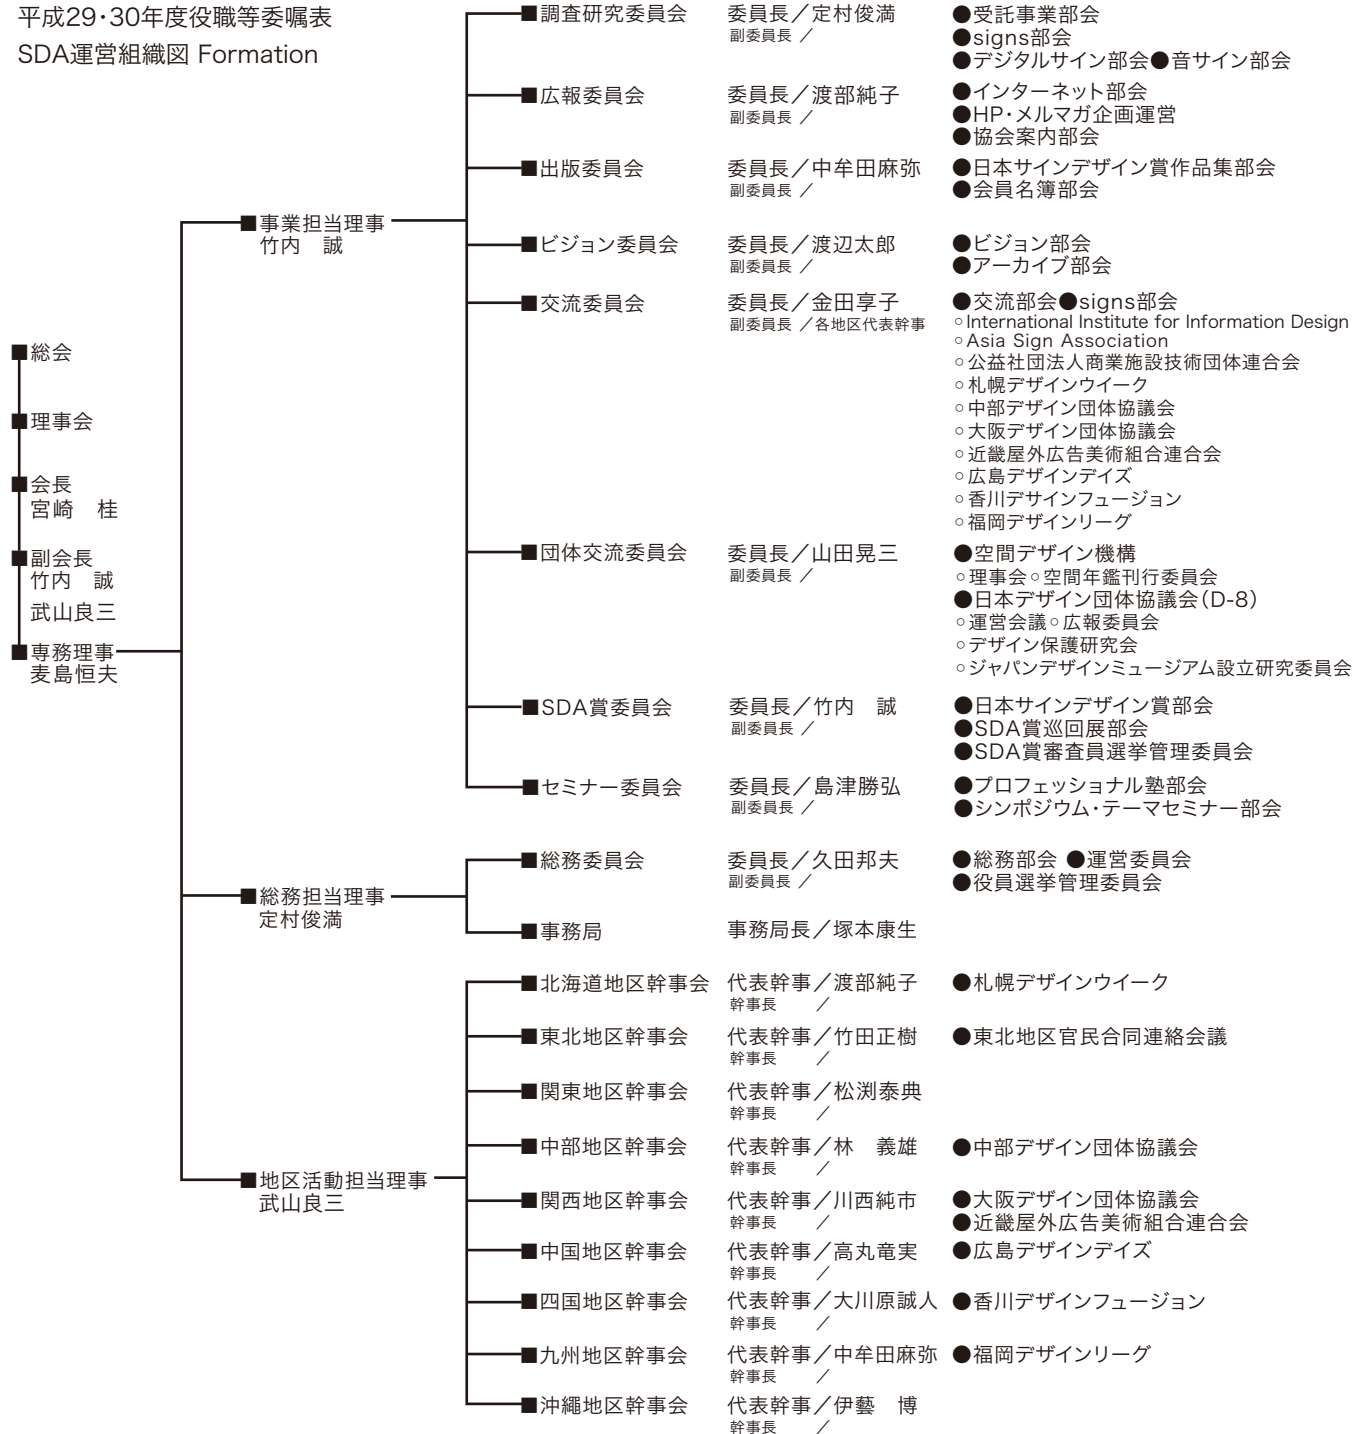 平成29・30年度役職等委嘱表
SDA運営組織図 Formation
■総会
■理事会
■会長
宮崎　桂
■副会長
竹内　誠
武山良三
■専務理事
麦島恒夫
■事業担当理事
竹内　誠
■調査研究委員会 委員長／定村俊満 ●受託事業部会
副委員長 ／ ●signs部会
●デジタルサイン部会●音サイン部会
■広報委員会 委員長／渡部純子 ●インターネット部会
副委員長 ／ ●HP・メルマガ企画運営
●協会案内部会
■出版委員会 委員長／中牟田麻弥 ●日本サインデザイン賞作品集部会
副委員長 ／ ●会員名簿部会
■ビジョン委員会 委員長／渡辺太郎 ●ビジョン部会
副委員長 ／ ●アーカイブ部会
■交流委員会 委員長／金田享子 ●交流部会●signs部会
副委員長 ／各地区代表幹事 ○International Institute for Information Design
○Asia Sign Association
○公益社団法人商業施設技術団体連合会
○札幌デザインウイーク
○中部デザイン団体協議会
○大阪デザイン団体協議会
○近畿屋外広告美術組合連合会
○広島デザインデイズ
○香川デサインフュージョン
○福岡デザインリーグ
■団体交流委員会 委員長／山田晃三 ●空間デザイン機構
副委員長 ／ ○理事会○空間年鑑刊行委員会
●日本デザイン団体協議会（D-8）
○運営会議○広報委員会
○デザイン保護研究会
○ジャパンデザインミュージアム設立研究委員会
■SDA賞委員会 委員長／竹内　誠 ●日本サインデザイン賞部会
副委員長 ／ ●SDA賞巡回展部会
●SDA賞審査員選挙管理委員会
■セミナー委員会 委員長／島津勝弘 ●プロフェッショナル塾部会
副委員長 ／ ●シンポジウム・テーマセミナー部会
■総務担当理事
定村俊満
■総務委員会 委員長／久田邦夫 ●総務部会 ●運営委員会
副委員長 ／ ●役員選挙管理委員会
■事務局 事務局長／塚本康生
■地区活動担当理事
武山良三
■北海道地区幹事会 代表幹事／渡部純子 ●札幌デザインウイーク
幹事長 ／
■東北地区幹事会 代表幹事／竹田正樹 ●東北地区官民合同連絡会議
幹事長 ／
■関東地区幹事会 代表幹事／松渕泰典
幹事長 ／
■中部地区幹事会 代表幹事／林　義雄 ●中部デザイン団体協議会
幹事長 ／
■関西地区幹事会 代表幹事／川西純市 ●大阪デザイン団体協議会
幹事長 ／ ●近畿屋外広告美術組合連合会
■中国地区幹事会 代表幹事／高丸竜実 ●広島デザインデイズ
幹事長 ／
■四国地区幹事会 代表幹事／大川原誠人 ●香川デザインフュージョン
幹事長 ／
■九州地区幹事会 代表幹事／中牟田麻弥 ●福岡デザインリーグ
幹事長 ／
■沖縄地区幹事会 代表幹事／伊藝　博
幹事長 ／